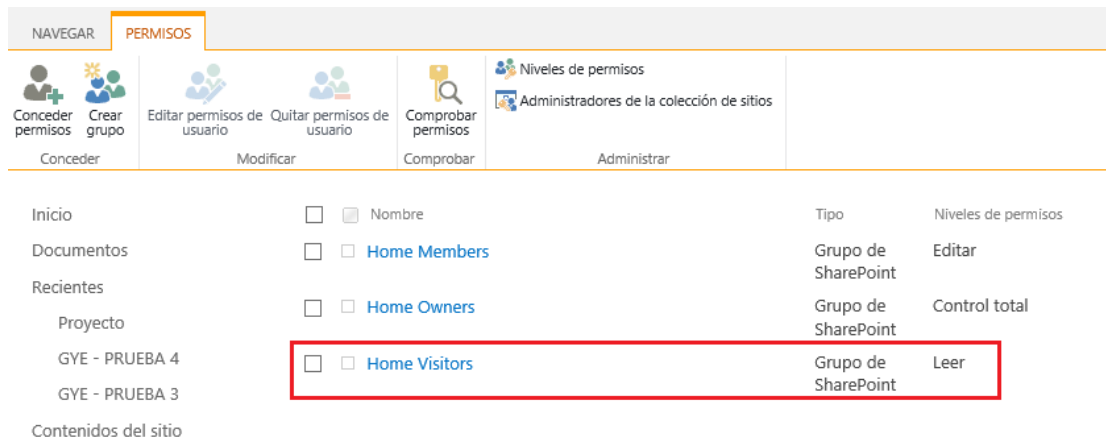 NAVEGAR PERMISOS
Niveles de permisos
Administradores de la colección de sitios
Conceder Crear Editar permisos de Quitar permisos de Comprobar
permisos grupo usuario usuario permisos
Conceder Modificar Comprobar Administrar
Inicio Nombre Tipo Niveles de permisos
Documentos Home Members Grupo de Editar
SharePoint
Recientes
Home Owners Grupo de Control total
Proyecto SharePoint
GYE - PRUEBA 4 Home Visitors Grupo de Leer
SharePoint
GYE - PRUEBA 3
Contenidos del sitio